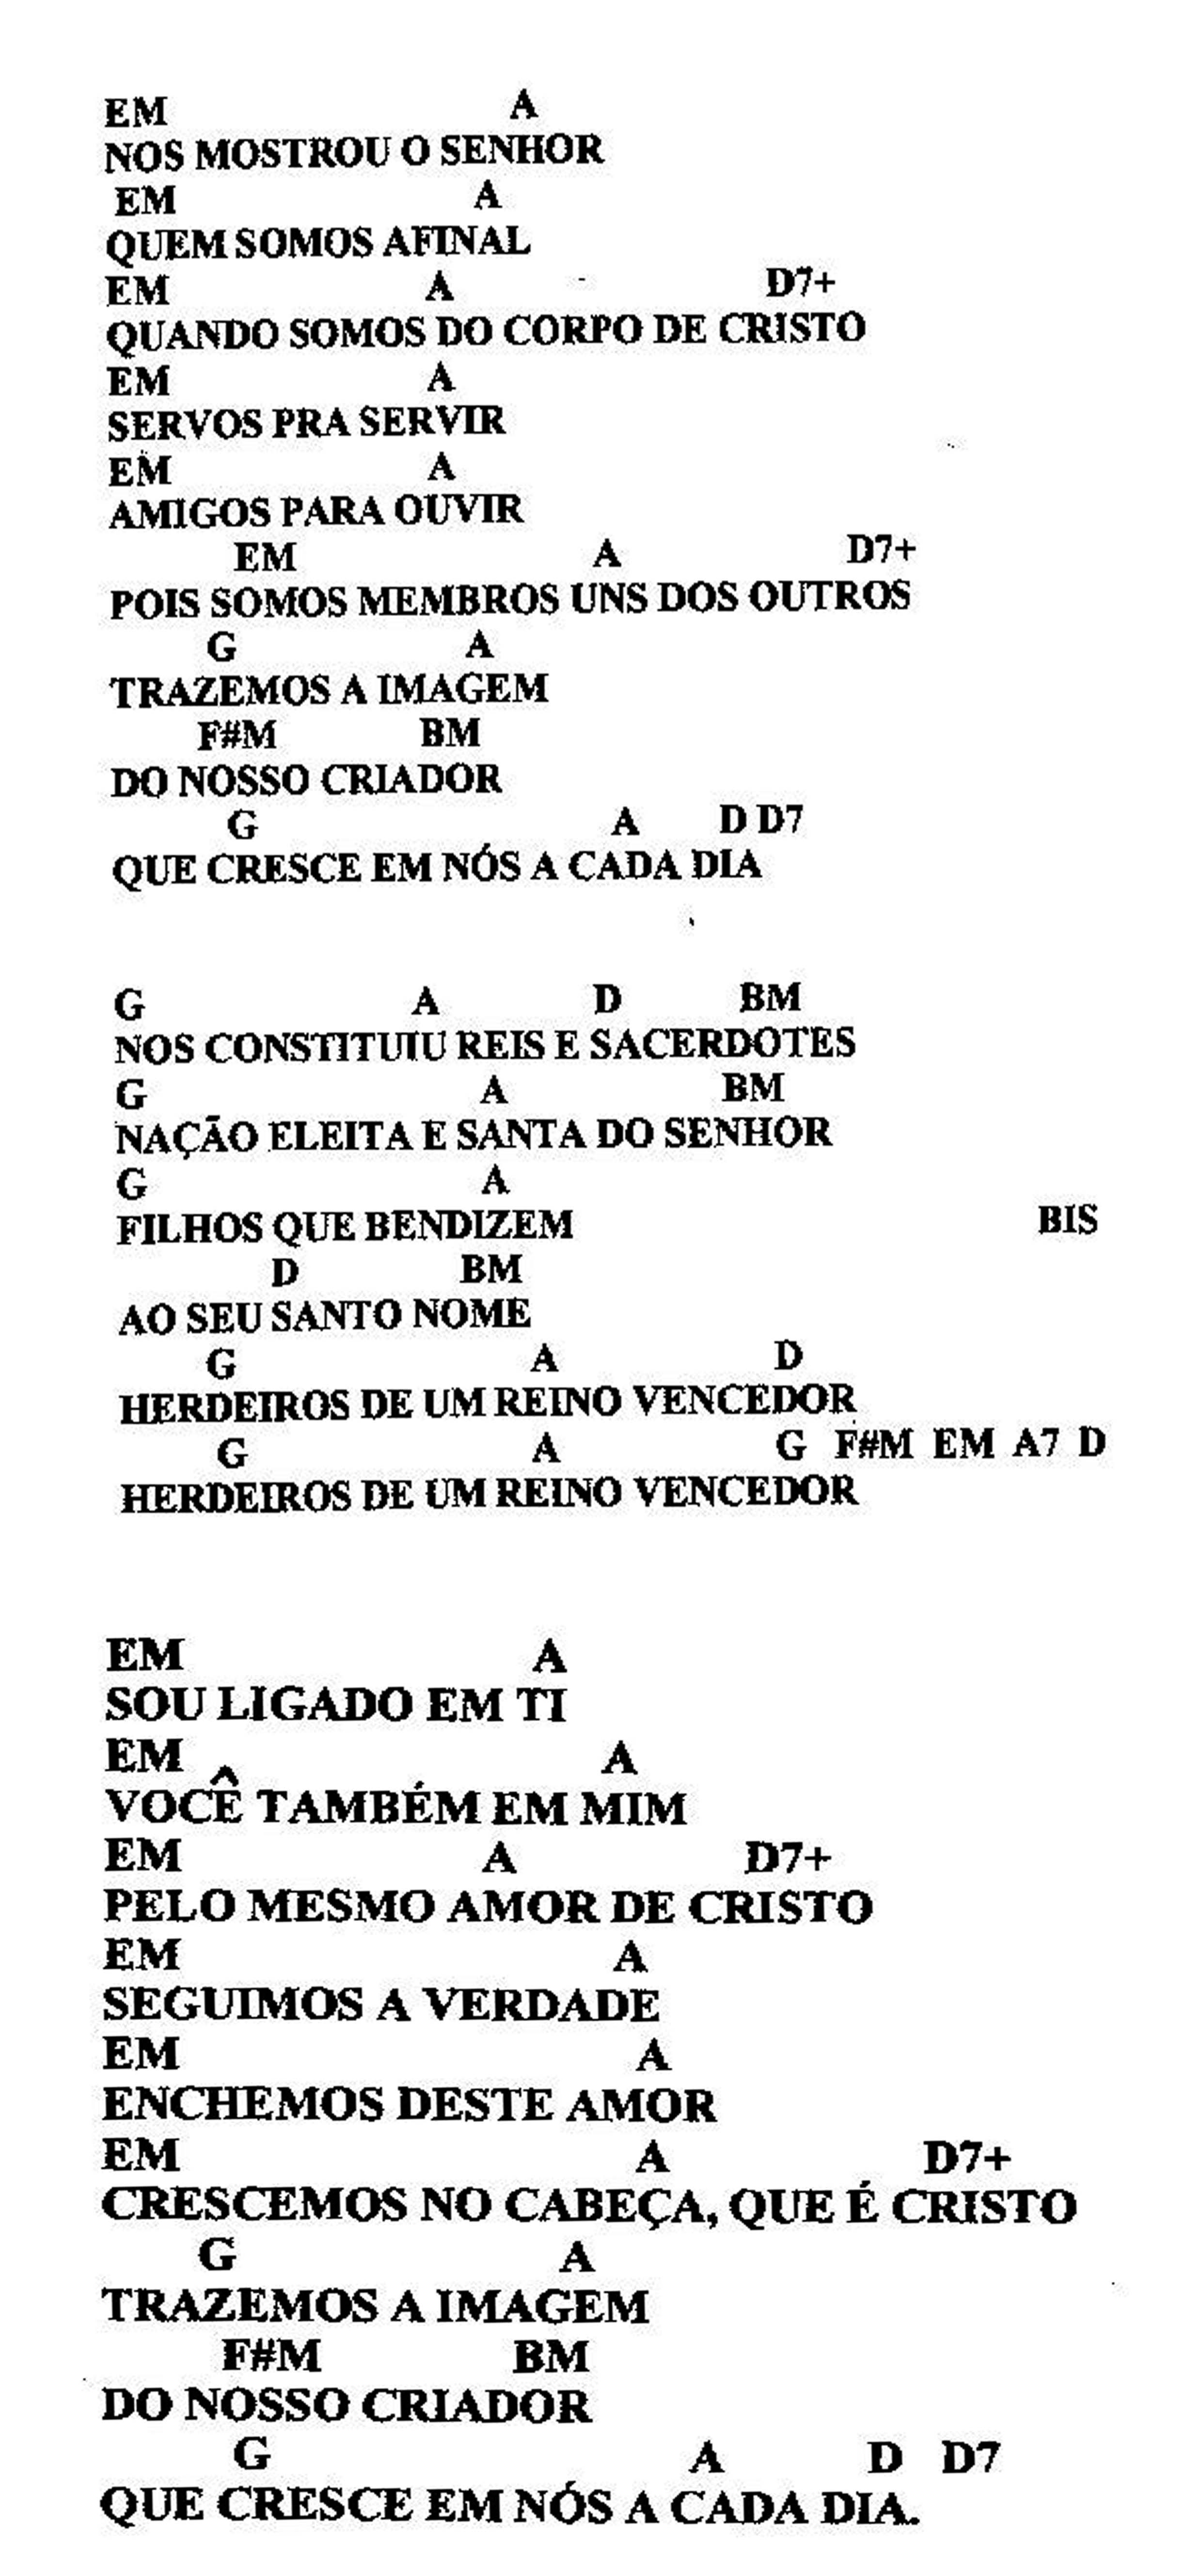 EM A
NOS MOSTROU O SENHOR
EM A
QUEM SOMOS AFINAL
EM A D7+
QUANDO SOMOS DO CORPO DE CRISTO
EM A
SERVOS PRA SERVIR
EM A
AMIGOS PARA OUVIR
EM A D7+
POIS SOMOS MEMBROS UNS DOS OUTROS
G A
TRAZEMOS A IMAGEM
F#M BM
DO NOSSO CRIADOR
G A D D7
QUE CRESCE EM NÓS A CADA DIA
G A D BM
NOS CONSTITUIU REIS E SACERDOTES
G A BM
NAÇÃO ELEITA E SANTA DO SENHOR
G A
FILHOS QUE BENDIZEM BIS
D BM
AO SEU SANTO NOME
G A D
HERDEIROS DE UM REINO VENCEDOR
G A G F#M EM A7 D
HERDEIROS DE UM REINO VENCEDOR
EM A
SOU LIGADO EM TI
EM A
VOCÊ TAMBÉM EM MIM
EM A D7+
PELO MESMO AMOR DE CRISTO
EM A
SEGUIMOS A VERDADE
EM A
ENCHEMOS DESTE AMOR
EM A D7+
CRESCEMOS NO CABEÇA, QUE É CRISTO
G A
TRAZEMOS A IMAGEM
F#M BM
DO NOSSO CRIADOR
G A D D7
QUE CRESCE EM NÓS A CADA DIA.